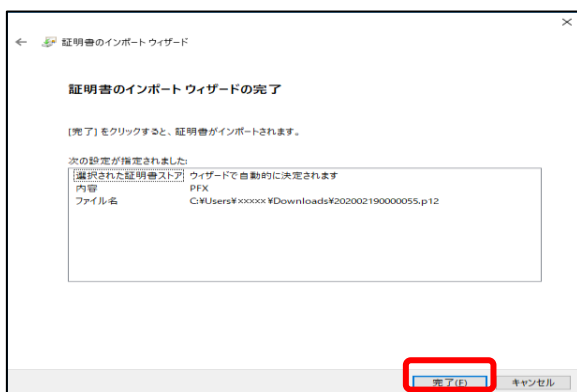 証明書のインポート ウィザード
証明書のインポート ウィザードの完了
[完了] をクリックすると、証明書がインポートされます。
次の設定が指定されました:
選択された証明書ストア ウィザードで自動的に決定されます
内容 PFX
ファイル名 C:¥Users¥xxxxx¥Downloads¥202002190000055.p12
完了(F) キャンセル